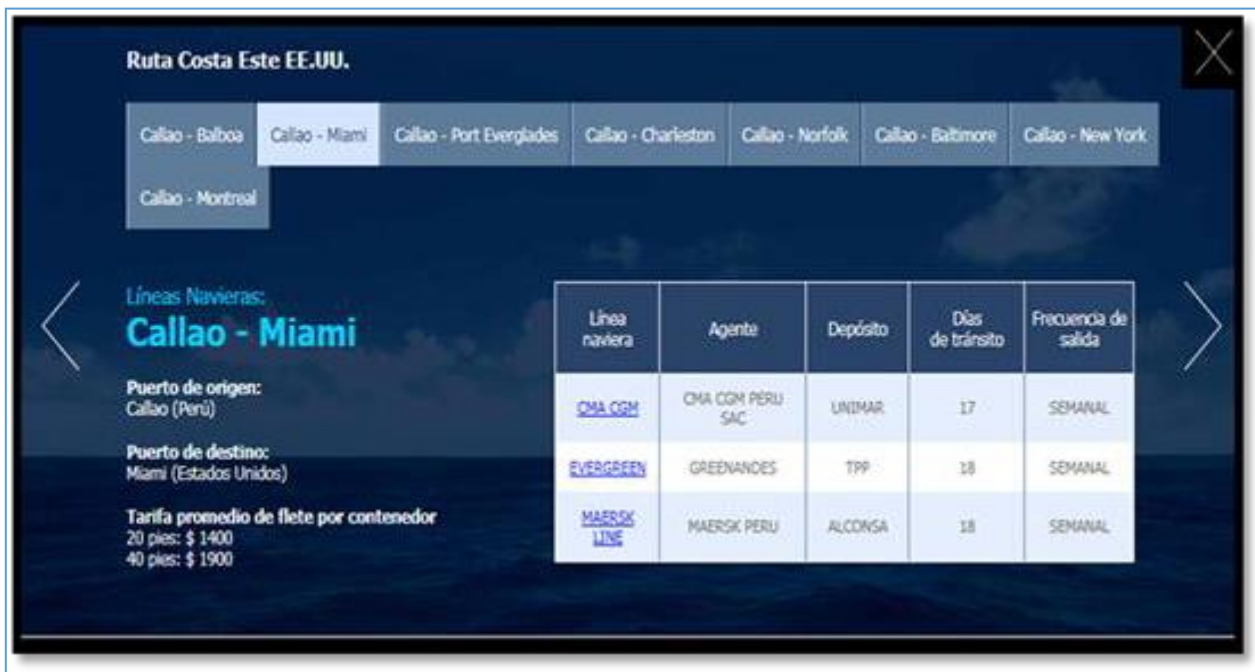 Ruta Costa Este EE.UU.
Callao - Balboa Callao - Miami Callao - Port Everglades Callao - Charleston Callao - Norfolk Callao - Baltimore Callao - New York
Callao - Montreal
Líneas Navieras:
Callao - Miami
Puerto de origen:
Callao (Perú)
Puerto de destino:
Miami (Estados Unidos)
Tarifa promedio de flete por contenedor
20 pies: $ 1400
40 pies: $ 1900
Línea naviera Agente Depósito Días de tránsito Frecuencia de salida
CMA CGM CMA CGM PERU SAC UNIMAR 17 SEMANAL
EVERGREEN GREENANDES TPP 18 SEMANAL
MAERSK LINE MAERSK PERU ALCONSA 18 SEMANAL